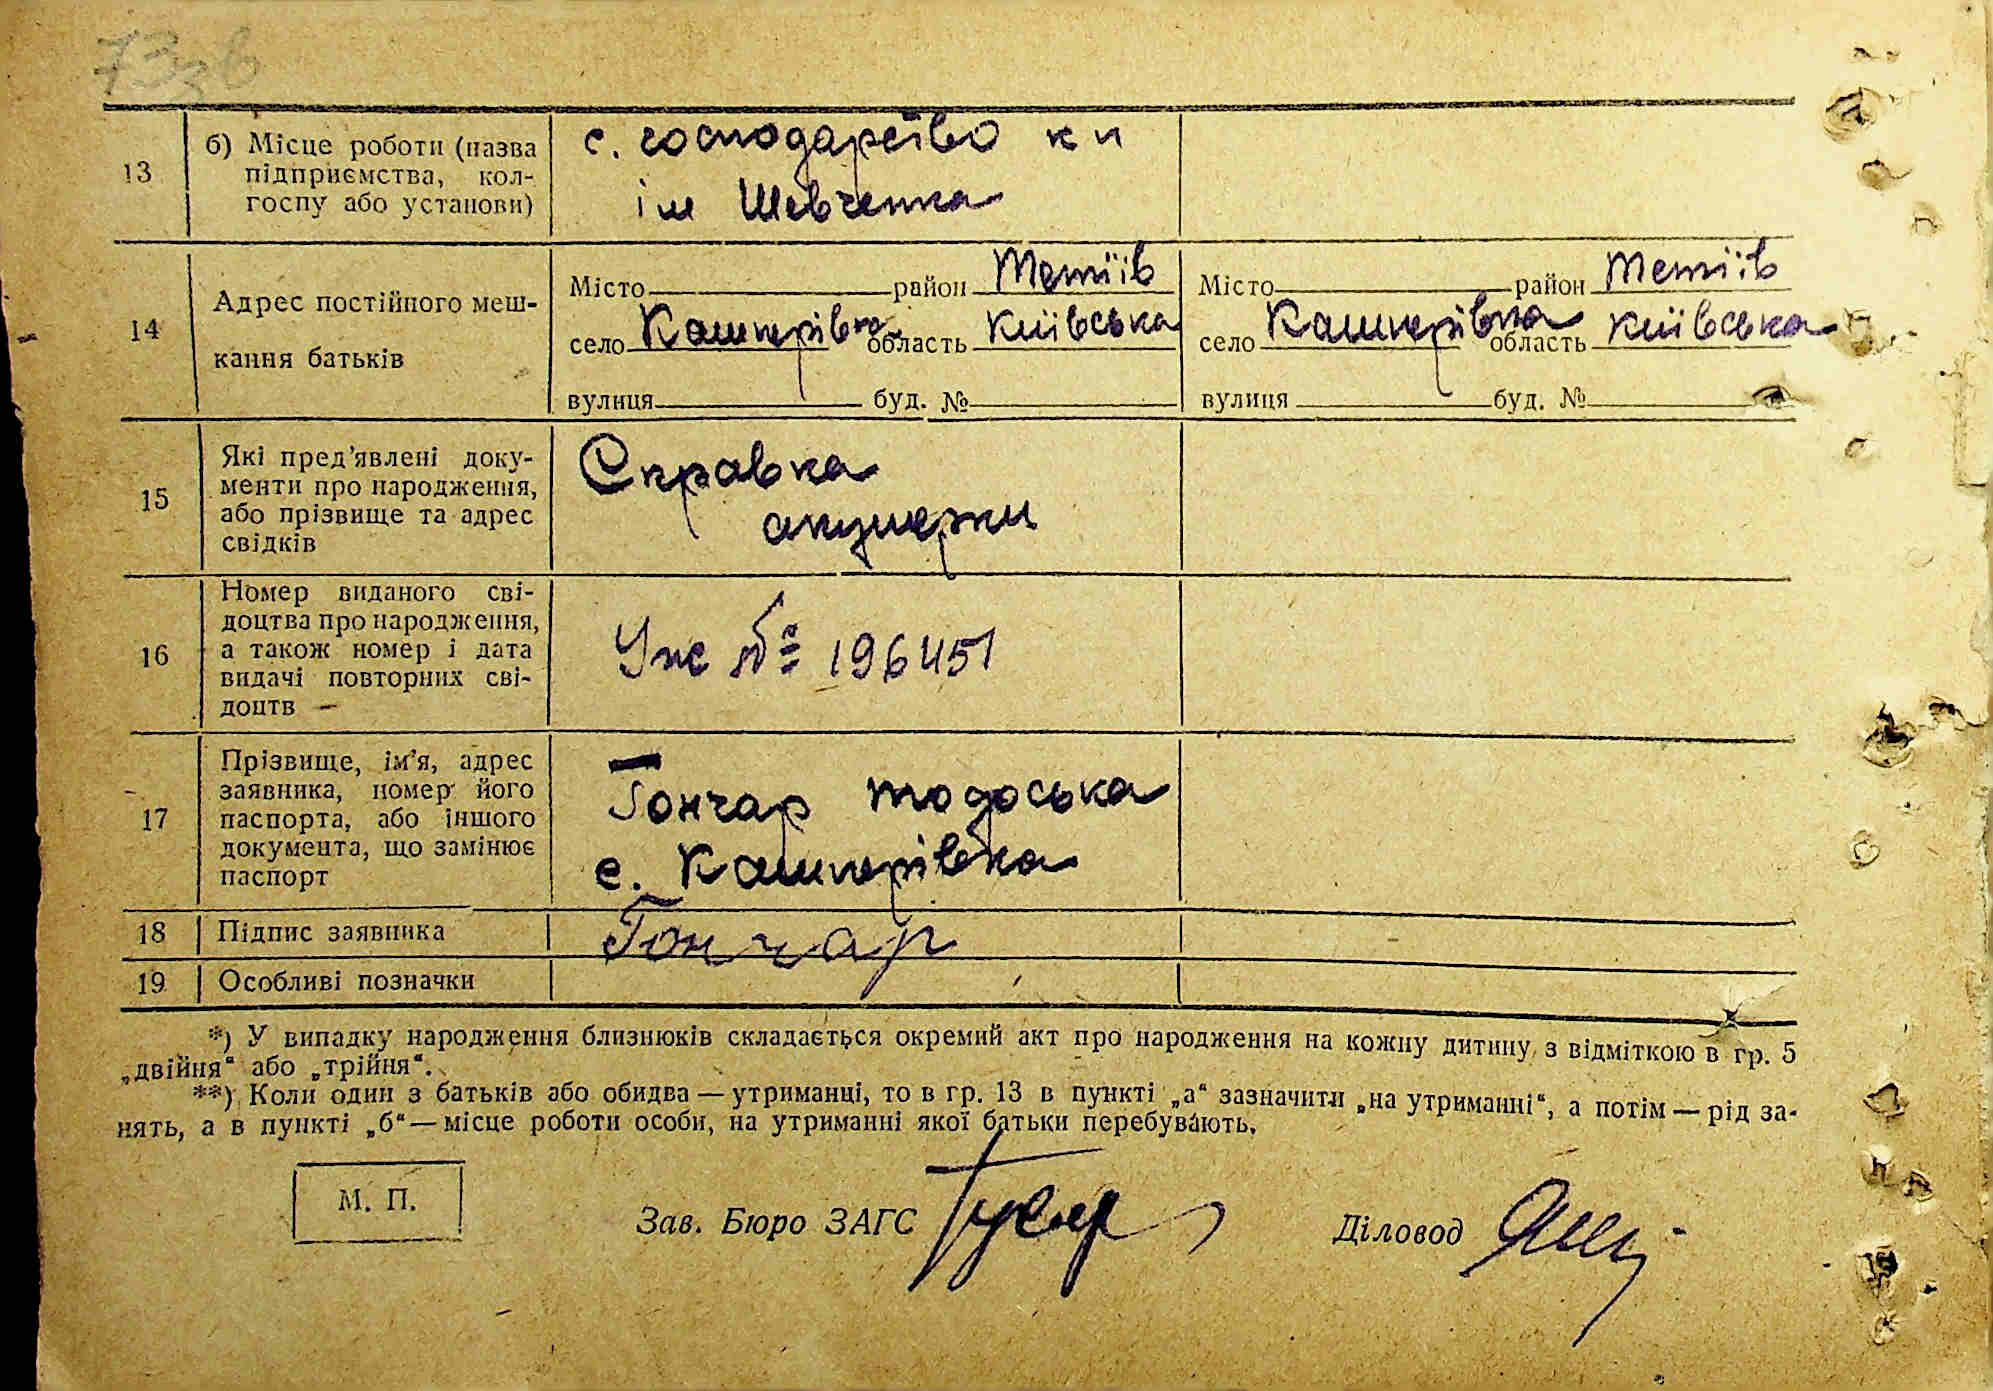 73зв
13
б) Місце роботи (назва
підприємства, кол-
госпу або установи)
с. господарство к п
ім Шевченка
14
Адрес постійного меш-
кання батьків
Місто район Тетіїв
село Кашперівка область Київська
вулиця буд. №
Місто район Тетіїв
село Кашперівка область Київська
вулиця буд. №
15
Які пред'явлені доку-
менти про народження,
або прізвище та адрес
свідків
Справка
акушерки
16
Номер виданого сві-
доцтва про народження,
а також номер і дата
видачі повторних сві-
доцтв —
Уж № 196451
17
Прізвище, ім'я, адрес
заявника, номер його
паспорта, або іншого
документа, що замінює
паспорт
Гончар Тодоська
с. Кашперівка
18
Підпис заявника
Гончар
19
Особливі позначки
*) У випадку народження близнюків складається окремий акт про народження на кожну дитину з відміткою в гр. 5
„двійня“ або „трійня“.
**) Коли один з батьків або обидва — утриманці, то в гр. 13 в пункті „а“ зазначити „на утриманні“, а потім — рід за-
нять, а в пункті „б“ — місце роботи особи, на утриманні якої батьки перебувають.
М. П.
Зав. Бюро ЗАГС
Діловод